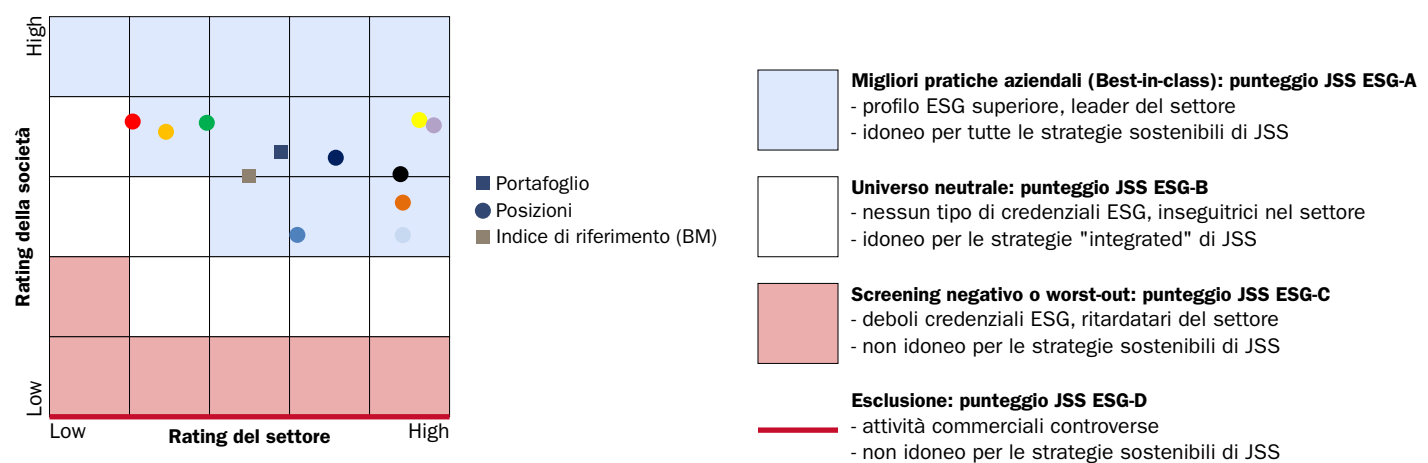 High
Rating della società
Low
Low
Rating del settore
High
Portafoglio
Posizioni
Indice di riferimento (BM)
Migliori pratiche aziendali (Best-in-class): punteggio JSS ESG-A
- profilo ESG superiore, leader del settore
- idoneo per tutte le strategie sostenibili di JSS
Universo neutrale: punteggio JSS ESG-B
- nessun tipo di credenziali ESG, inseguitrici nel settore
- idoneo per le strategie "integrated" di JSS
Screening negativo o worst-out: punteggio JSS ESG-C
- deboli credenziali ESG, ritardatari del settore
- non idoneo per le strategie sostenibili di JSS
Esclusione: punteggio JSS ESG-D
- attività commerciali controverse
- non idoneo per le strategie sostenibili di JSS